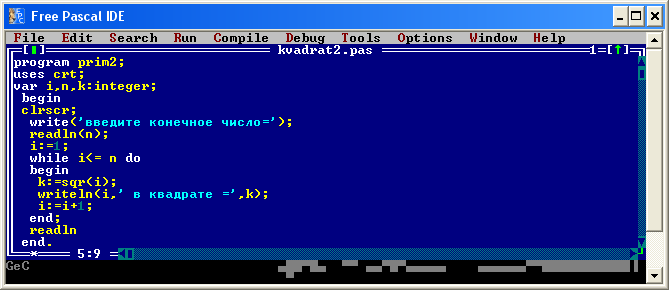 Free Pascal IDE
File Edit Search Run Compile Debug Tools Options Window Help
[■] kvadrat2.pas 1=[↑]
program prim2;
uses crt;
var i,n,k:integer;
begin
clrscr;
write('введите конечное число=');
readln(n);
i:=1;
while i<= n do
begin
k:=sqr(i);
writeln(i,' в квадрате =',k);
i:=i+1;
end;
readln
end.
* 5:9
GeC